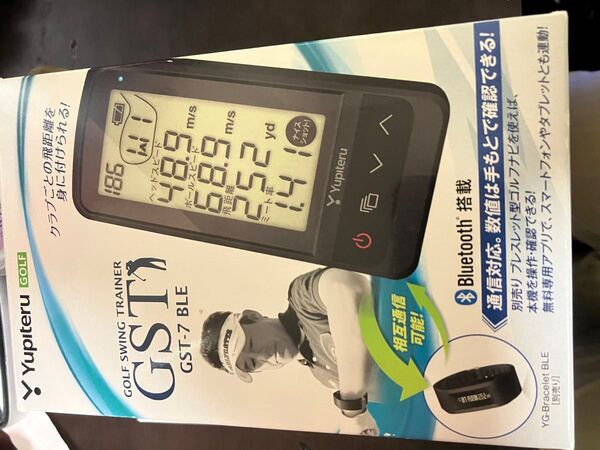 Yupiteru GOLF
クラブごとの飛距離を
身に付けられる!
186
1W
[A]
ヘッドスピード
48.9 m/s
ボールスピード
68.9 m/s
飛距離
252 yd
ミート率
1.41
ナイス
ショット!
Yupiteru
GOLF SWING TRAINER
GST
GST-7 BLE
Bluetooth® 搭載
通信対応。数値は手もとで確認できる!
別売り ブレスレット型ゴルフナビを使えば、
本機を操作・確認できる!
無料専用アプリで、スマートフォンやタブレットとも連動!
相互通信
可能!
YG-Bracelet BLE
[別売り]